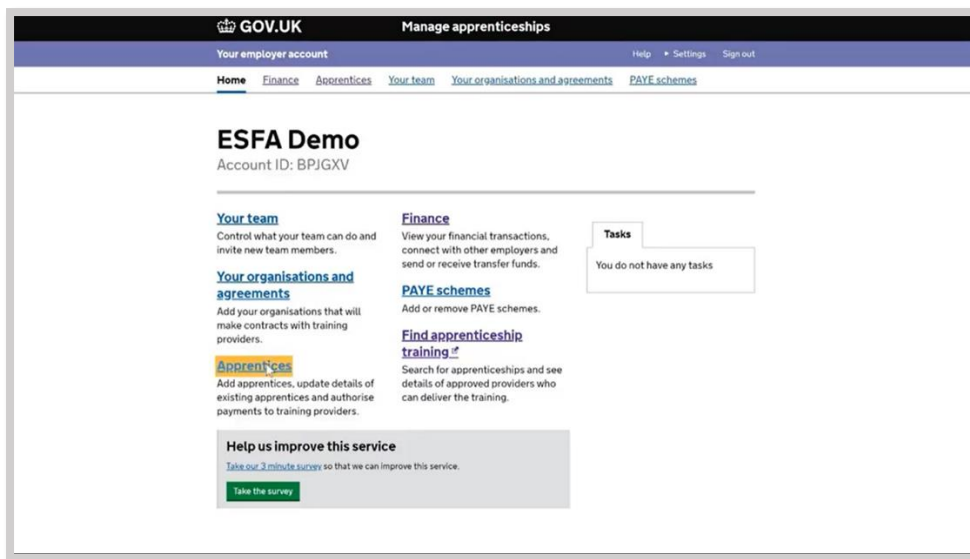 GOV.UK Manage apprenticeships
Your employer account Help Settings Sign out
Home Finance Apprentices Your team Your organisations and agreements PAYE schemes
ESFA Demo
Account ID: BPJGXV
Your team
Control what your team can do and
invite new team members.
Your organisations and
agreements
Add your organisations that will
make contracts with training
providers.
Apprentices
Add apprentices, update details of
existing apprentices and authorise
payments to training providers.
Finance
View your financial transactions,
connect with other employers and
send or receive transfer funds.
PAYE schemes
Add or remove PAYE schemes.
Find apprenticeship
training
Search for apprenticeships and see
details of approved providers who
can deliver the training.
Tasks
You do not have any tasks
Help us improve this service
Take our 3 minute survey so that we can improve this service.
Take the survey